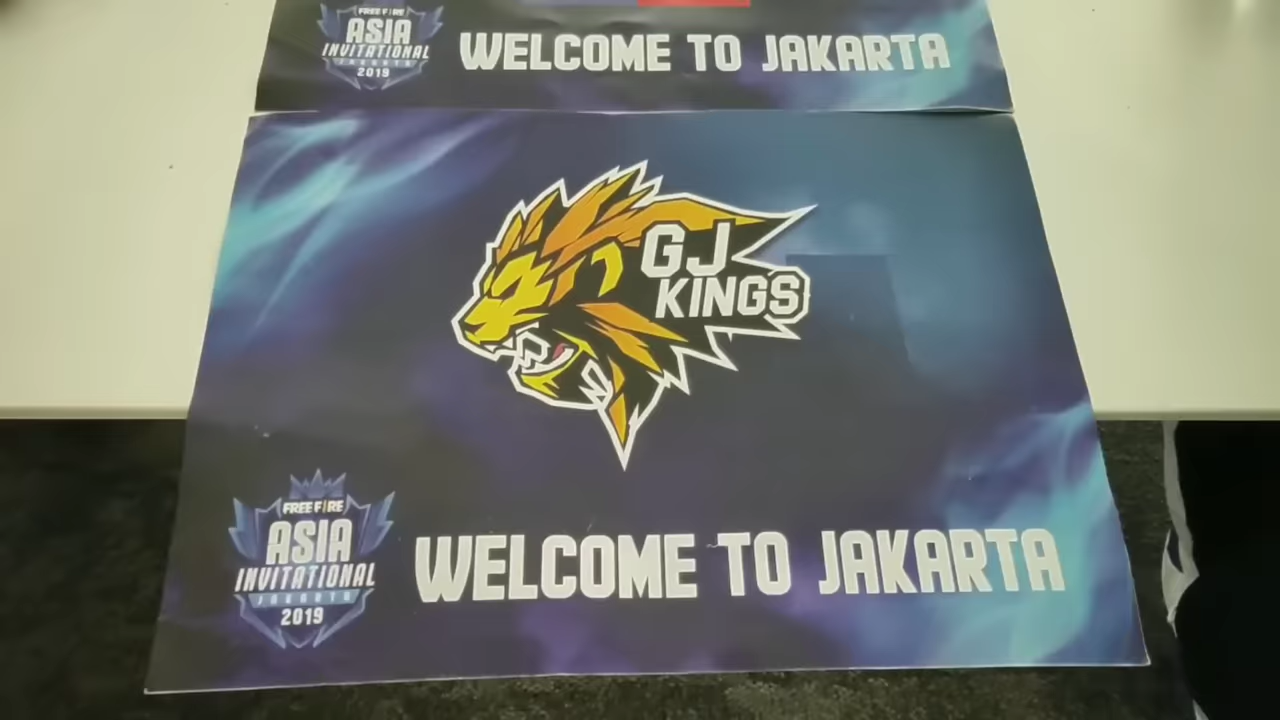 FREE FIRE
ASIA
INVITATIONAL
JAKARTA
2019
WELCOME TO JAKARTA
GJ
KINGS
FREE FIRE
ASIA
INVITATIONAL
JAKARTA
2019
WELCOME TO JAKARTA